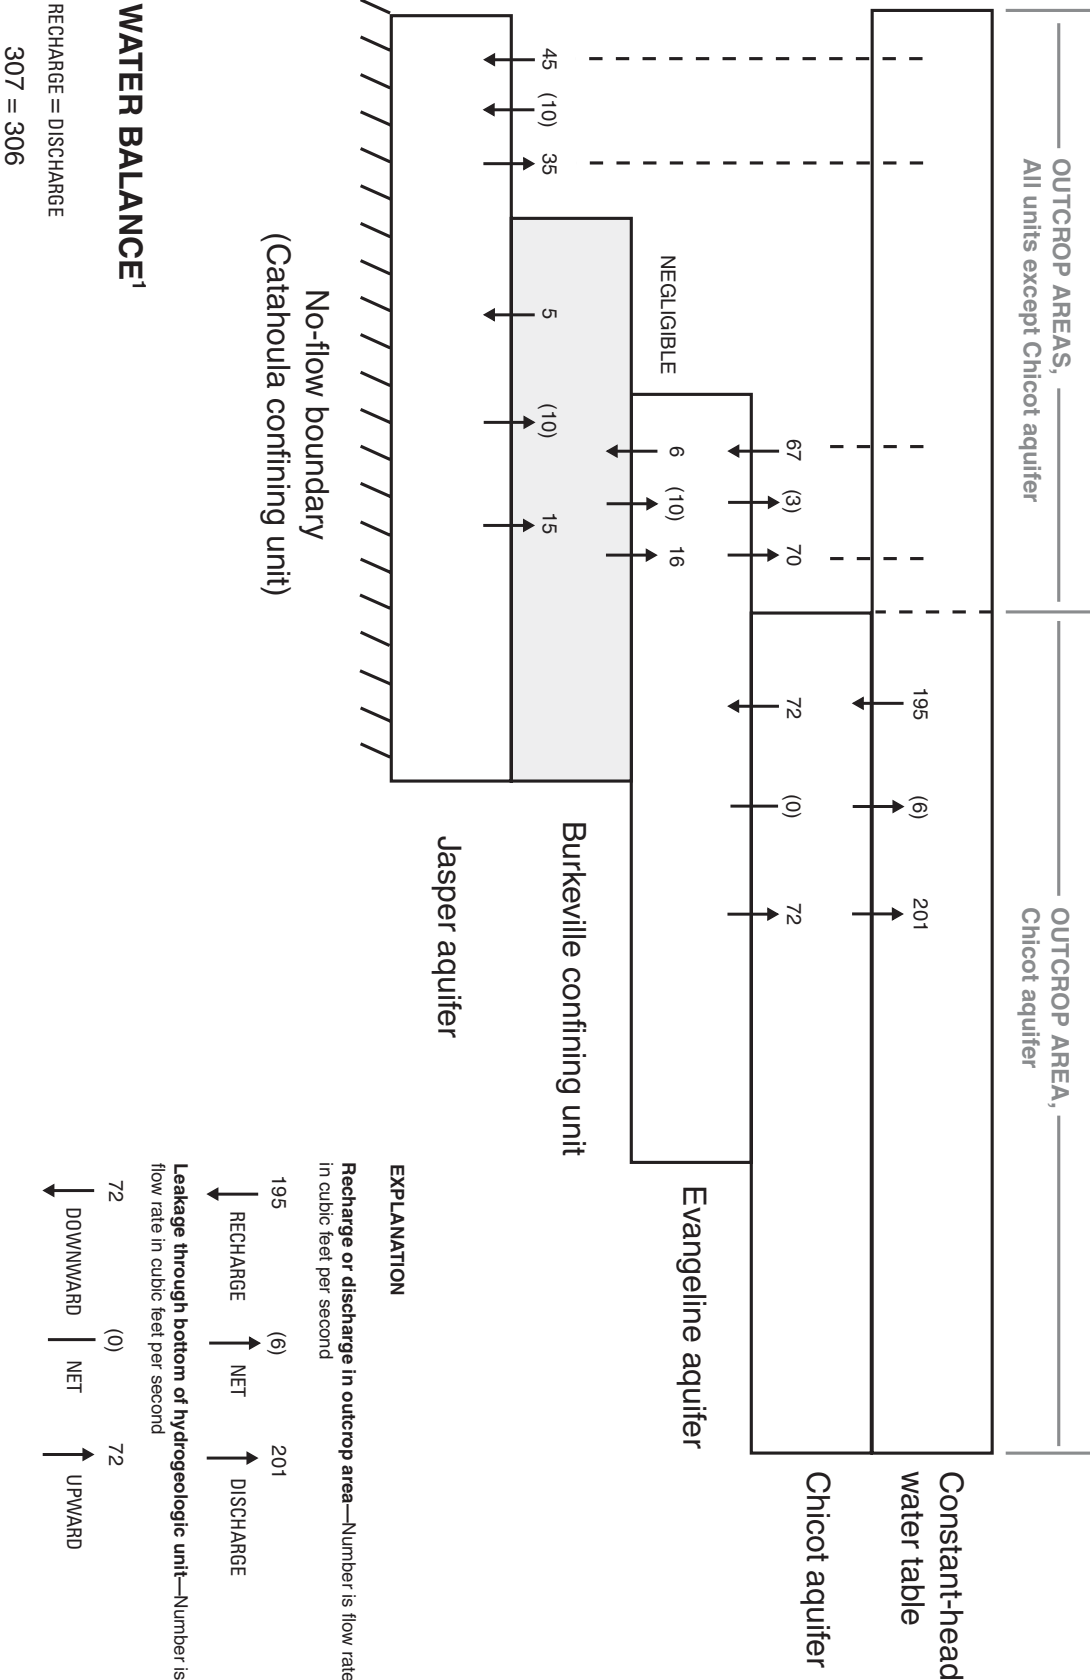 OUTCROP AREAS,
All units except Chicot aquifer
OUTCROP AREA,
Chicot aquifer
Constant-head
water table
195
(6)
201
67
(3)
70
72
(0)
72
Chicot aquifer
NEGLIGIBLE
6
(10)
16
Evangeline aquifer
45
(10)
35
5
(10)
15
Burkeville confining unit
Jasper aquifer
No-flow boundary
(Catahoula confining unit)
WATER BALANCE¹
RECHARGE = DISCHARGE
307 = 306
EXPLANATION
Recharge or discharge in outcrop area—Number is flow rate
in cubic feet per second
195
(6)
201
RECHARGE
NET
DISCHARGE
Leakage through bottom of hydrogeologic unit—Number is
flow rate in cubic feet per second
72
(0)
72
DOWNWARD
NET
UPWARD